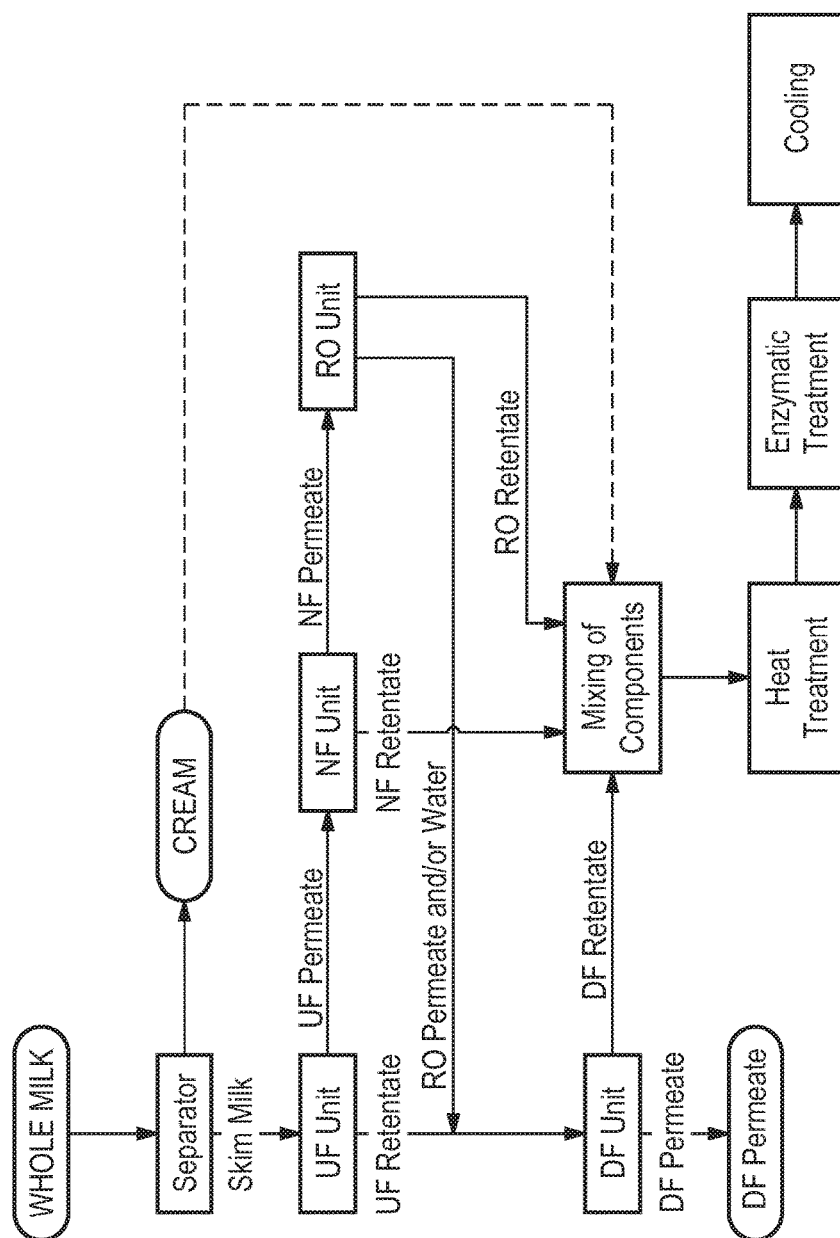 WHOLE MILK
Separator
CREAM
Skim Milk
UF Unit
UF Permeate
NF Unit
NF Permeate
RO Unit
UF Retentate
NF Retentate
RO Permeate and/or Water
RO Retentate
DF Unit
DF Retentate
Mixing of
Components
DF Permeate
DF Permeate
Heat
Treatment
Enzymatic
Treatment
Cooling